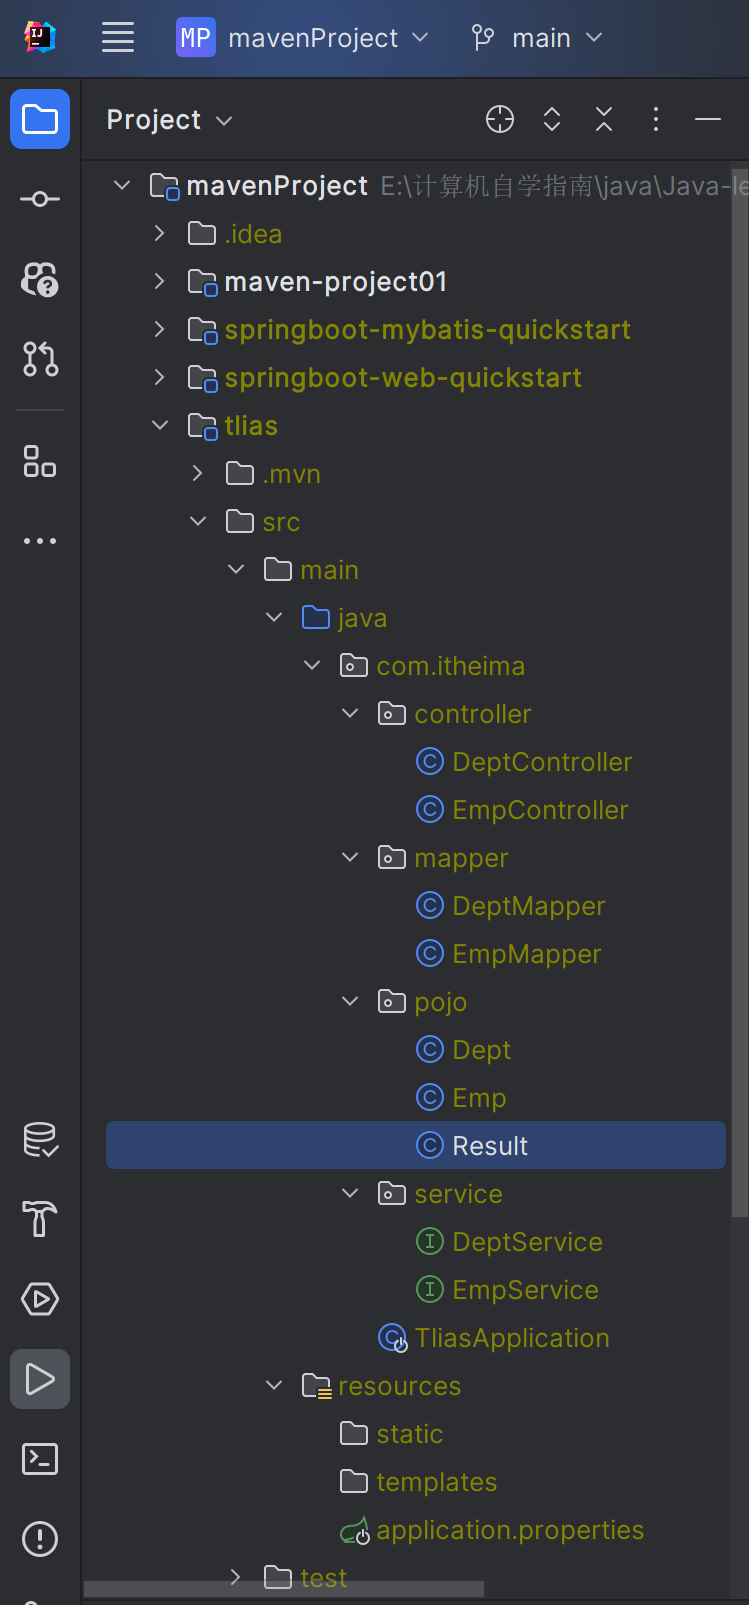 MP mavenProject main
Project
mavenProject E:\计算机自学指南\java\Java-le
.idea
maven-project01
springboot-mybatis-quickstart
springboot-web-quickstart
tlias
.mvn
src
main
java
com.itheima
controller
DeptController
EmpController
mapper
DeptMapper
EmpMapper
pojo
Dept
Emp
Result
service
DeptService
EmpService
TliasApplication
resources
static
templates
application.properties
test